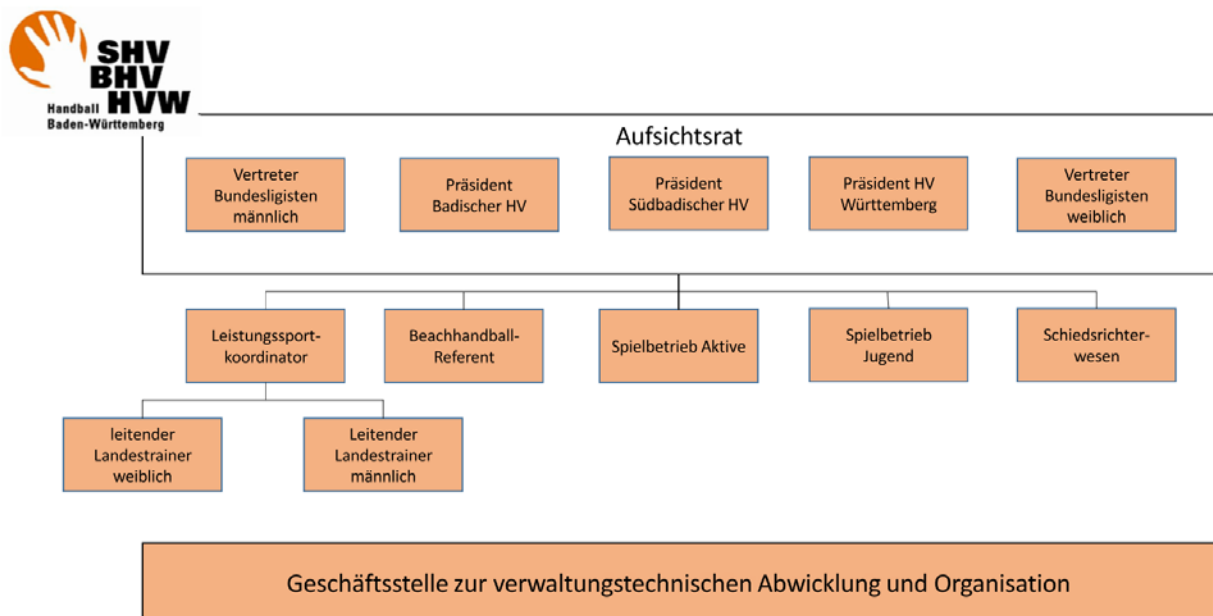 SHV
BHV
Handball HVW
Baden-Württemberg
Aufsichtsrat
Vertreter
Bundesligisten
männlich
Präsident
Badischer HV
Präsident
Südbadischer HV
Präsident HV
Württemberg
Vertreter
Bundesligisten
weiblich
Leistungssport-
koordinator
Beachhandball-
Referent
Spielbetrieb Aktive
Spielbetrieb
Jugend
Schiedsrichter-
wesen
leitender
Landestrainer
weiblich
Leitender
Landestrainer
männlich
Geschäftsstelle zur verwaltungstechnischen Abwicklung und Organisation